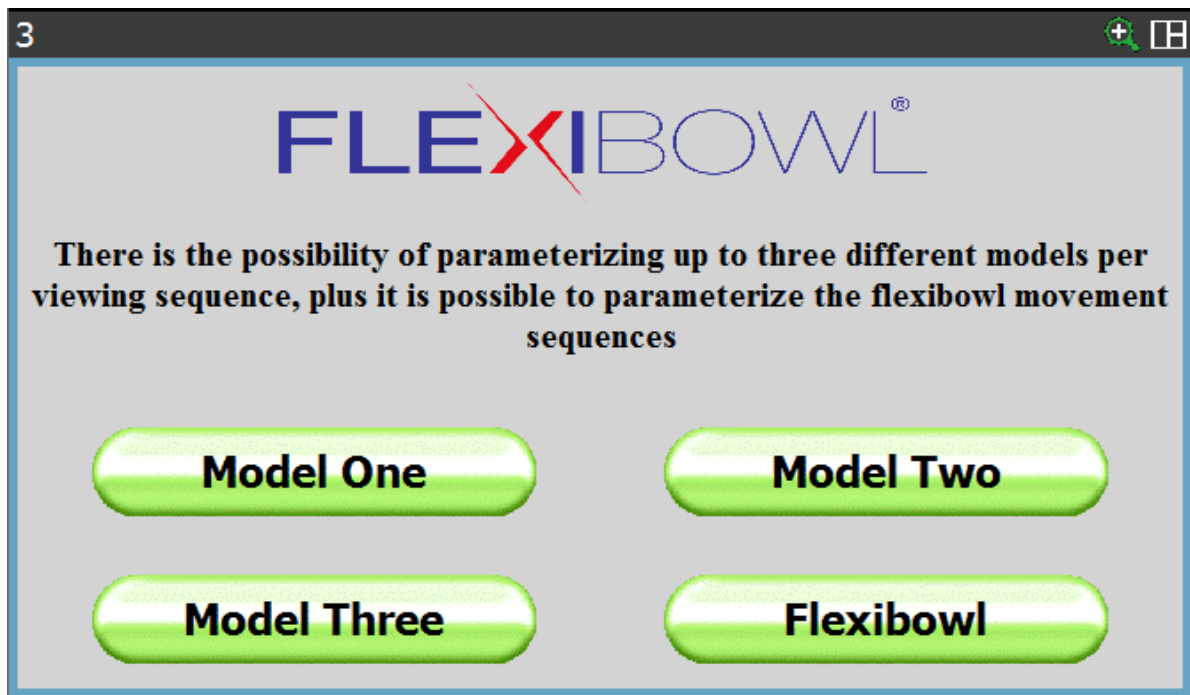 3
FLEXIBOWL®
There is the possibility of parameterizing up to three different models per
viewing sequence, plus it is possible to parameterize the flexibowl movement
sequences
Model One
Model Two
Model Three
Flexibowl